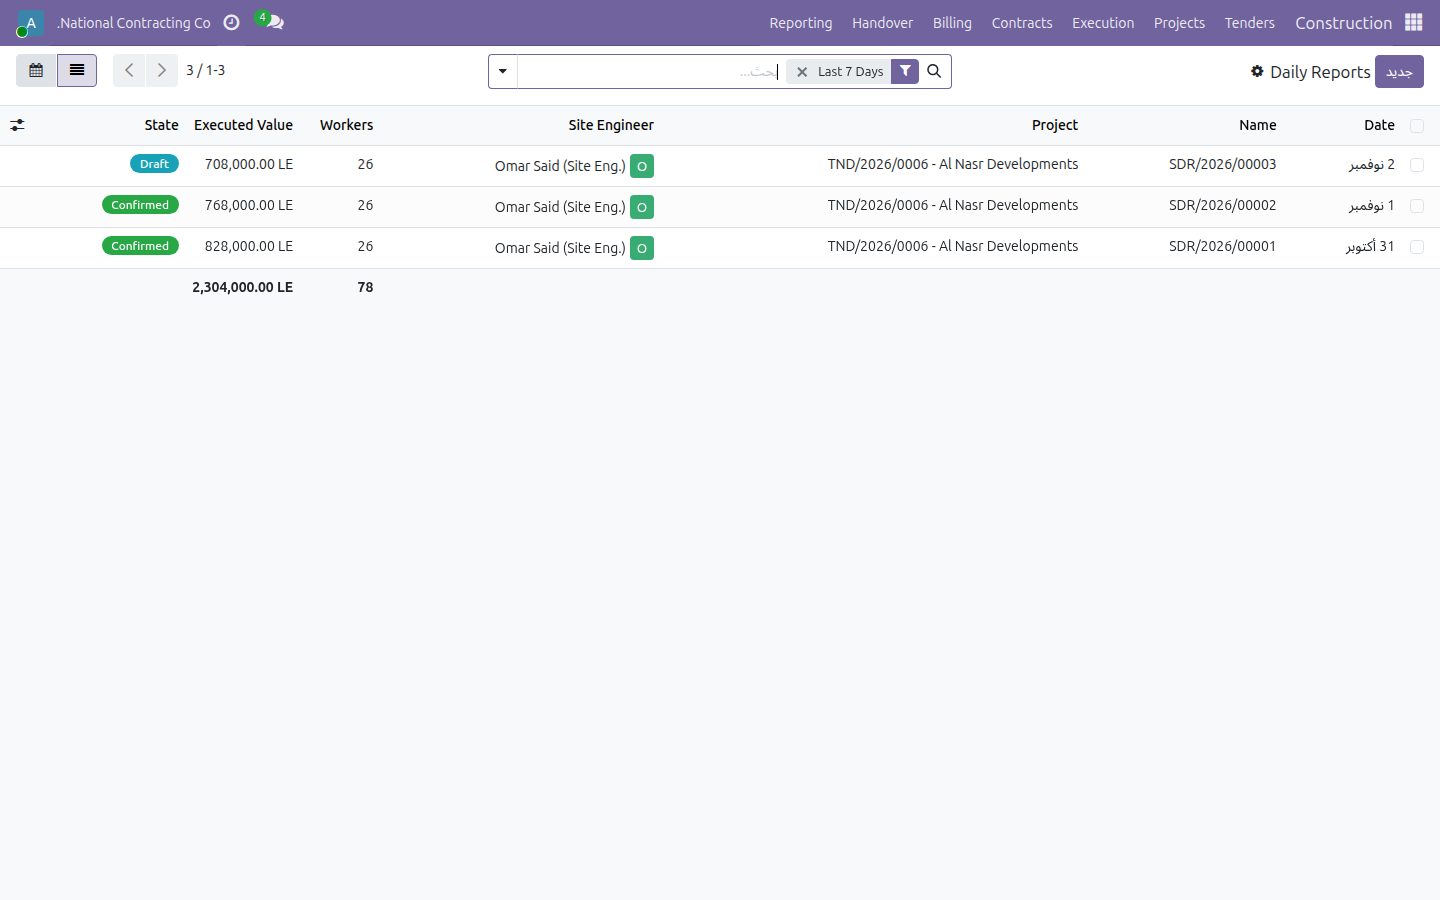 Construction Tenders Projects Execution Contracts Billing Handover Reporting 4 .National Contracting Co A
جديد Daily Reports Last 7 Days بحث... 3 / 1-3
Date Name Project Site Engineer Workers Executed Value State
2 نوفمبر SDR/2026/00003 TND/2026/0006 - Al Nasr Developments O Omar Said (Site Eng.) 26 708,000.00 LE Draft
1 نوفمبر SDR/2026/00002 TND/2026/0006 - Al Nasr Developments O Omar Said (Site Eng.) 26 768,000.00 LE Confirmed
31 أكتوبر SDR/2026/00001 TND/2026/0006 - Al Nasr Developments O Omar Said (Site Eng.) 26 828,000.00 LE Confirmed
78 2,304,000.00 LE